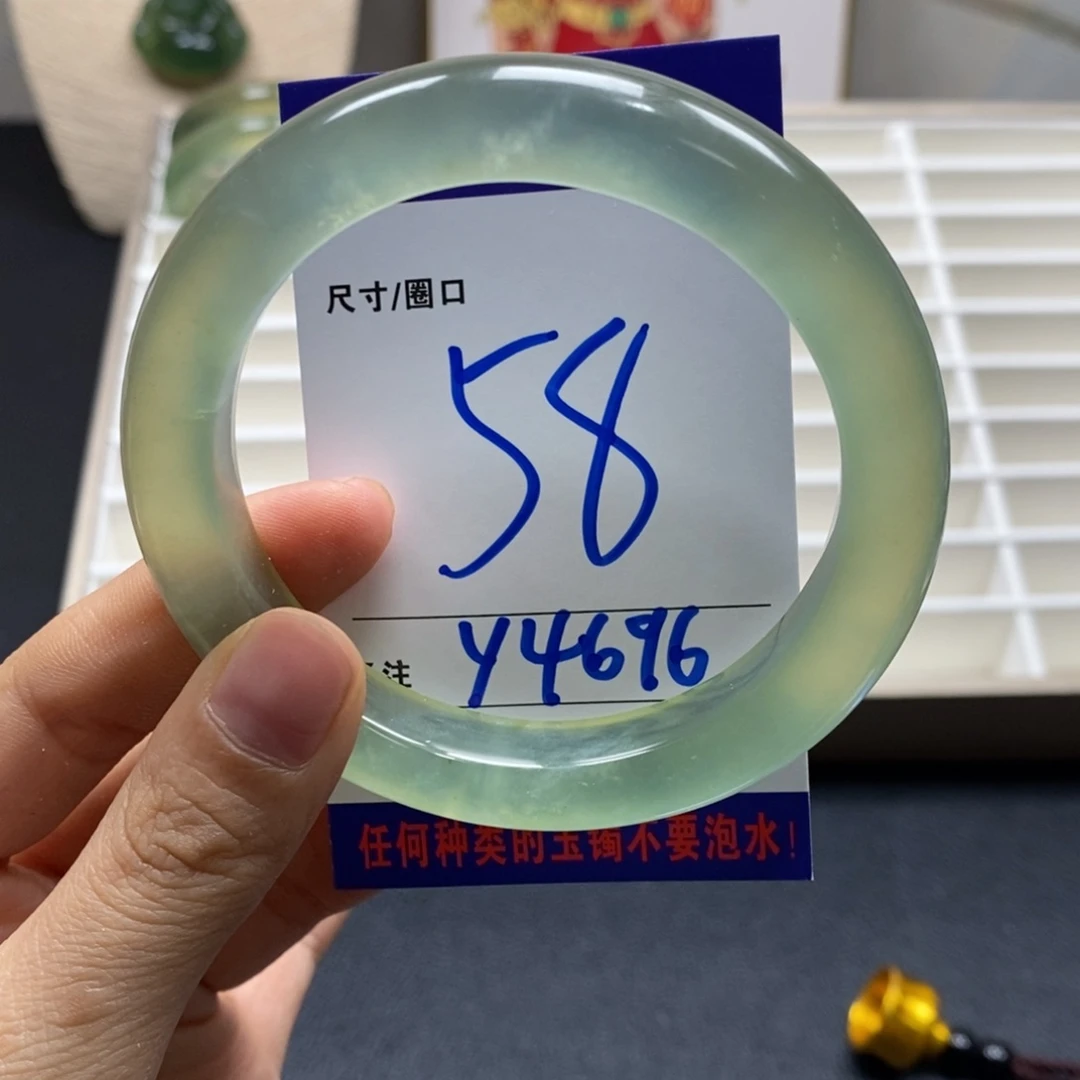 尺寸/圈口
58
注 Y4696
任何种类的玉镯不要泡水！